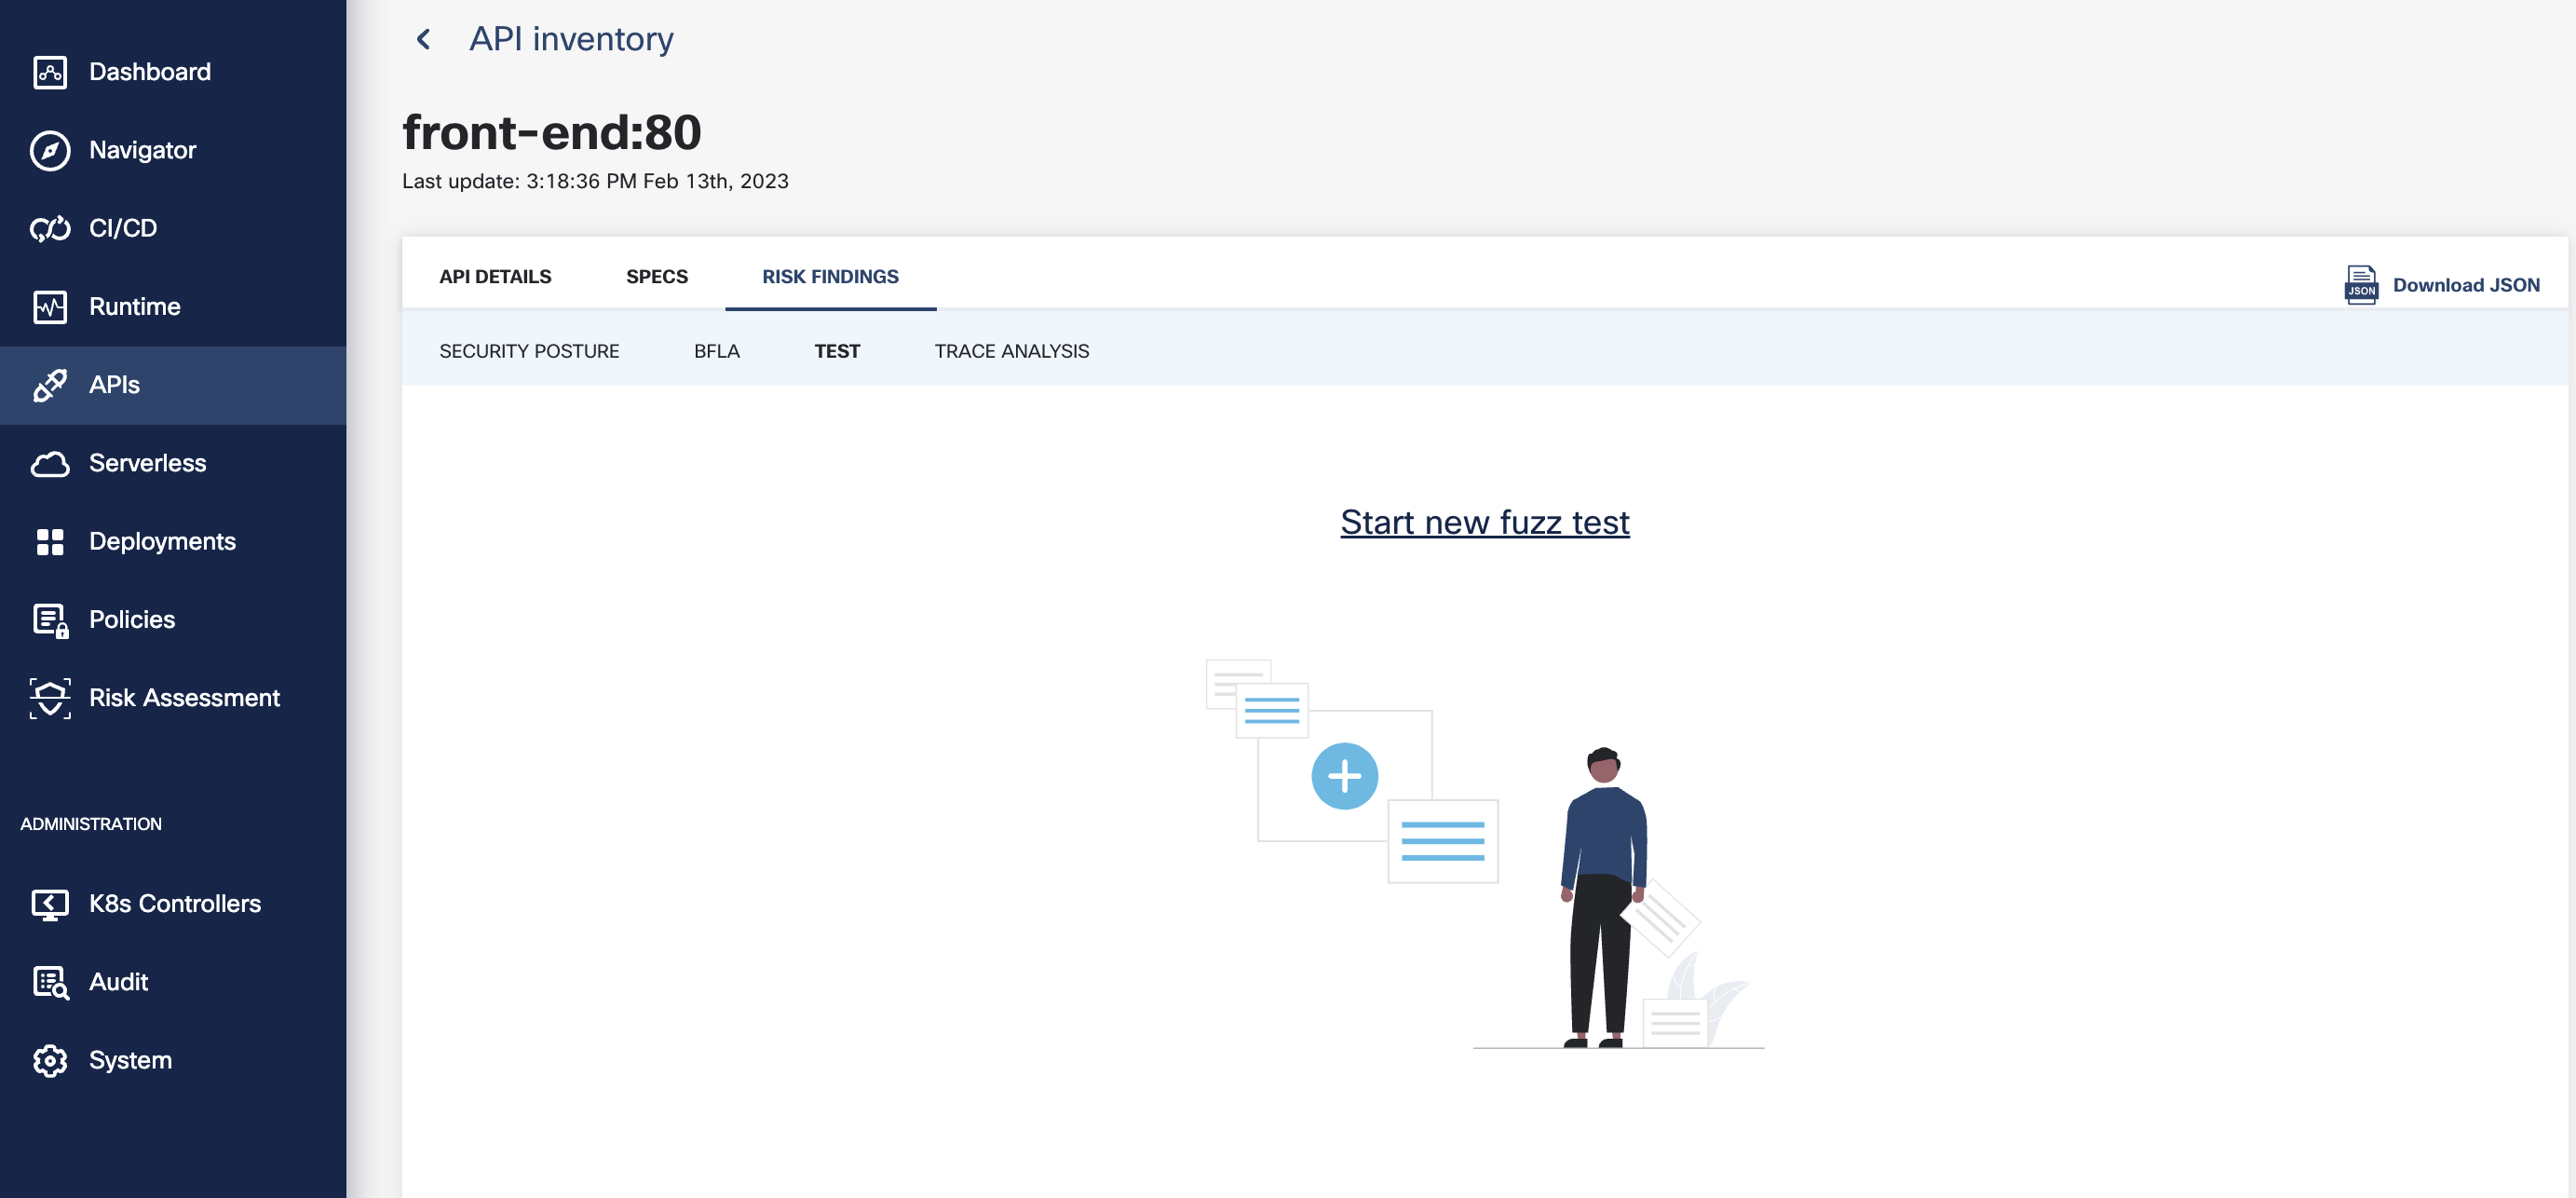 Dashboard
Navigator
CI/CD
Runtime
APIs
Serverless
Deployments
Policies
Risk Assessment
ADMINISTRATION
K8s Controllers
Audit
System
API inventory
front-end:80
Last update: 3:18:36 PM Feb 13th, 2023
API DETAILS SPECS RISK FINDINGS
JSON Download JSON
SECURITY POSTURE BFLA TEST TRACE ANALYSIS
Start new fuzz test